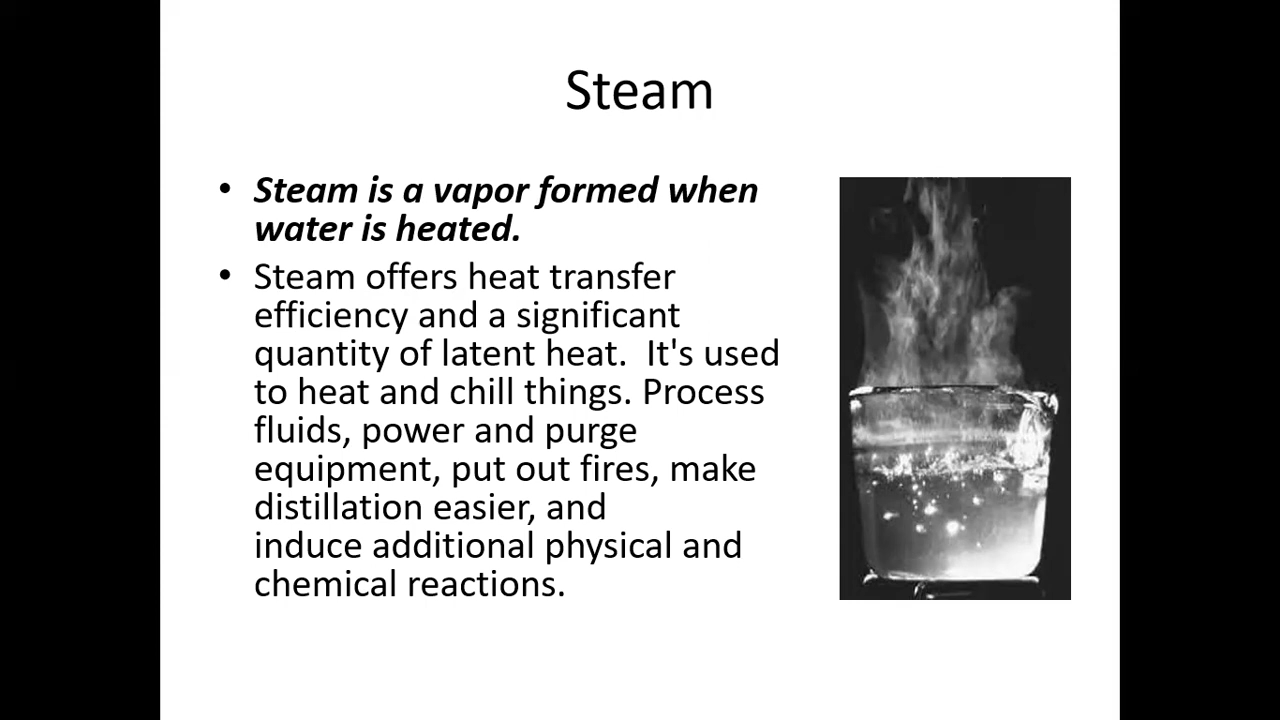 Steam
• Steam is a vapor formed when
water is heated.
• Steam offers heat transfer
efficiency and a significant
quantity of latent heat.  It's used
to heat and chill things. Process
fluids, power and purge
equipment, put out fires, make
distillation easier, and
induce additional physical and
chemical reactions.